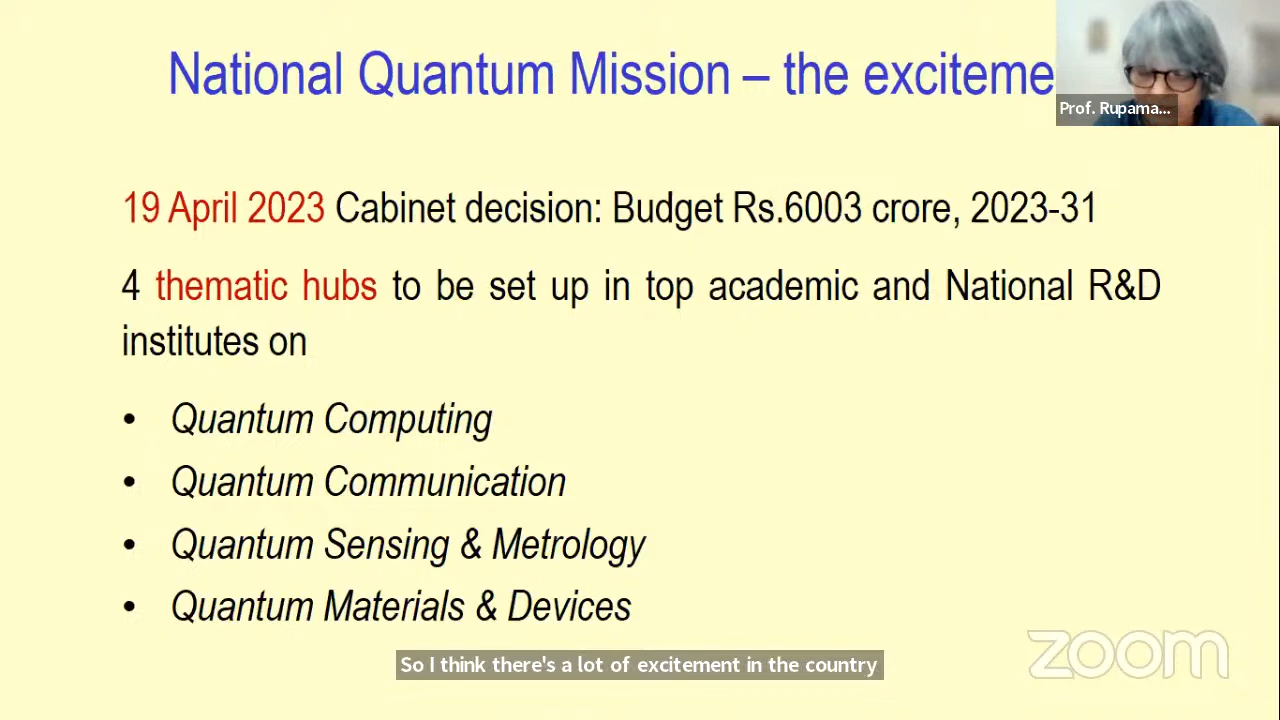 National Quantum Mission – the exciteme
Prof. Rupama...
19 April 2023 Cabinet decision: Budget Rs.6003 crore, 2023-31
4 thematic hubs to be set up in top academic and National R&D
institutes on
• Quantum Computing
• Quantum Communication
• Quantum Sensing & Metrology
• Quantum Materials & Devices
So I think there's a lot of excitement in the country
zoom